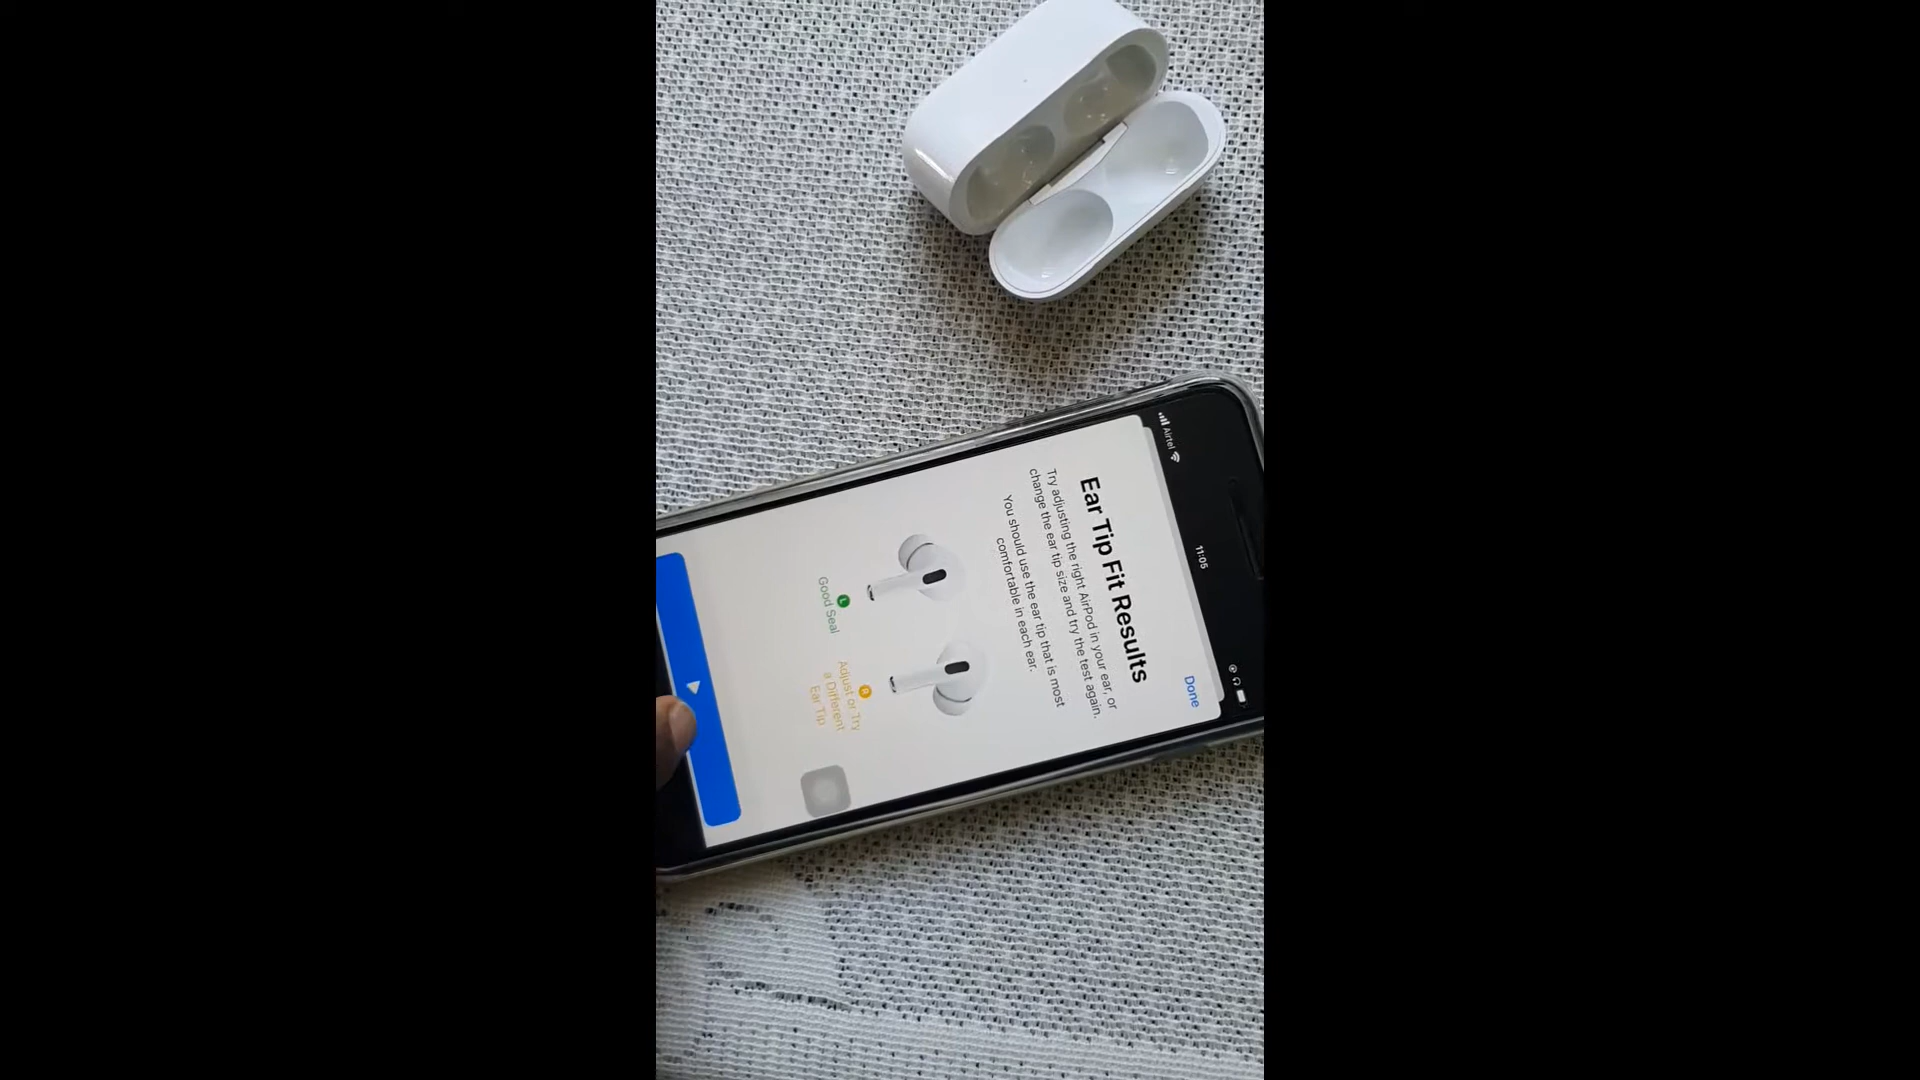 Airtel
11:05
Done
Ear Tip Fit Results
Try adjusting the right AirPod in your ear, or
change the ear tip size and try the test again.
You should use the ear tip that is most
comfortable in each ear.
L
Good Seal
R
Adjust or Try
a Different
Ear Tip